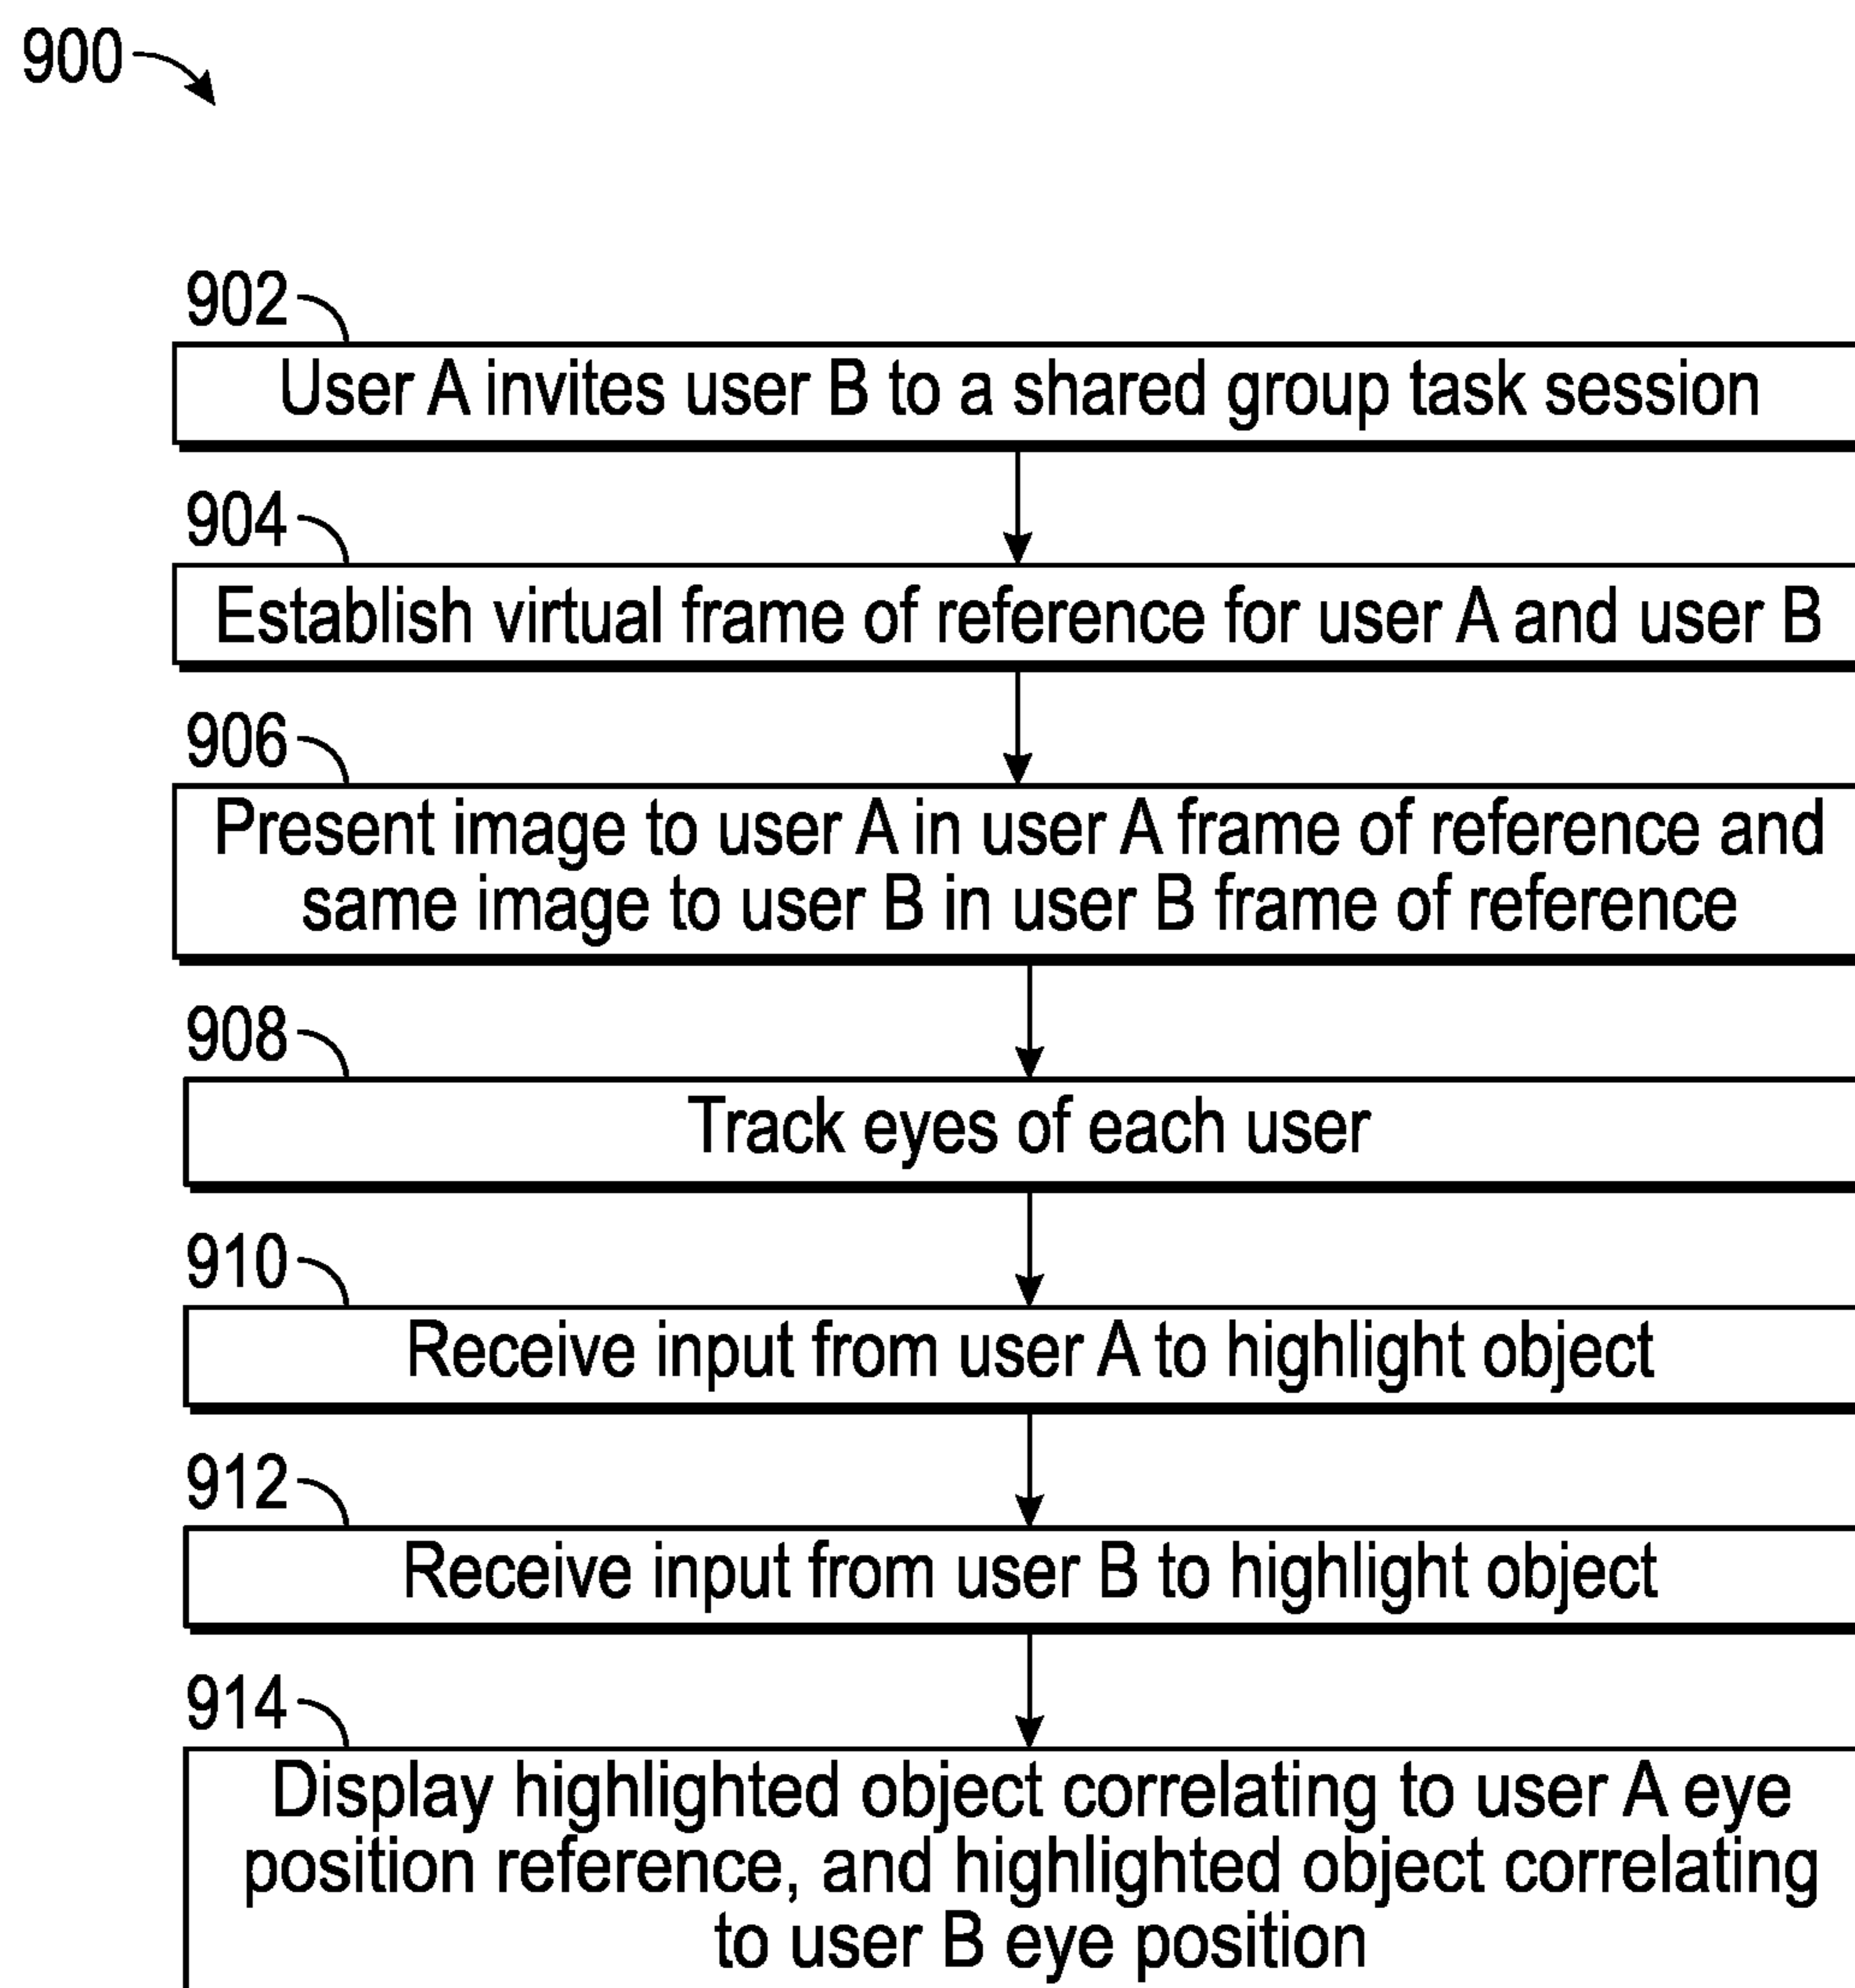 900
902
User A invites user B to a shared group task session
904
Establish virtual frame of reference for user A and user B
906
Present image to user A in user A frame of reference and
same image to user B in user B frame of reference
908
Track eyes of each user
910
Receive input from user A to highlight object
912
Receive input from user B to highlight object
914
Display highlighted object correlating to user A eye
position reference, and highlighted object correlating
to user B eye position